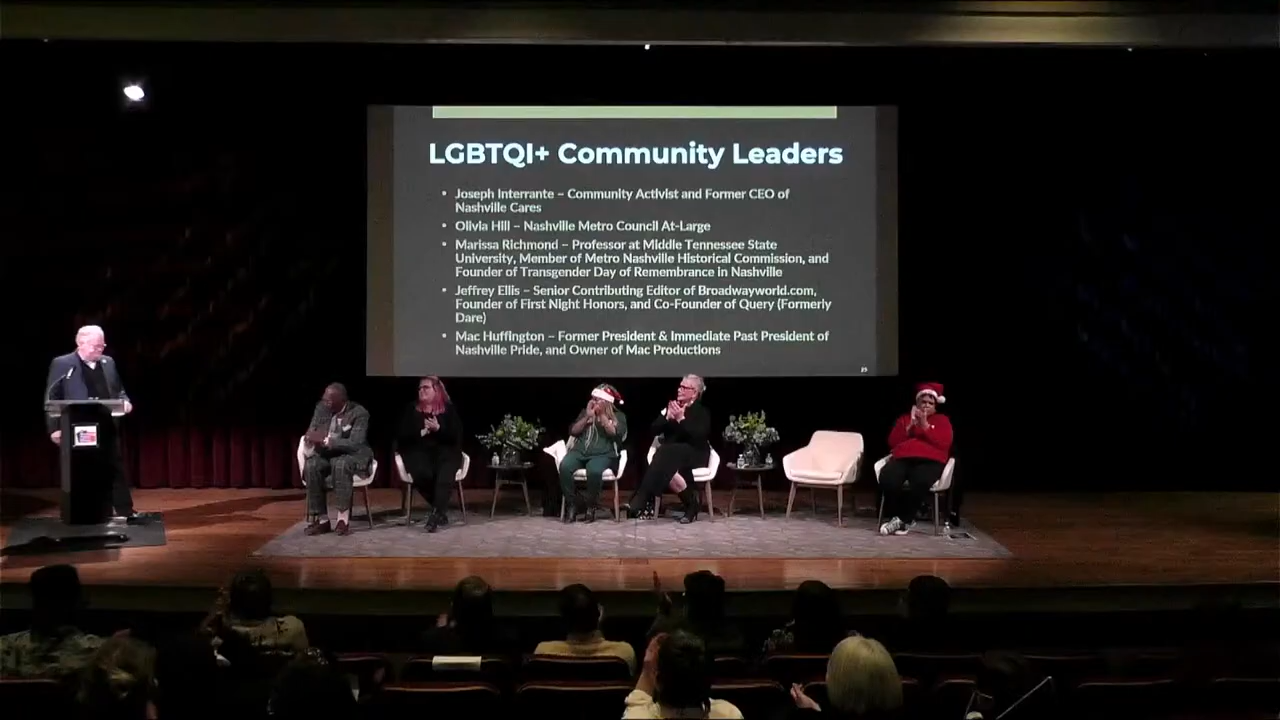 LGBTQI+ Community Leaders
• Joseph Interrante – Community Activist and Former CEO of
Nashville Cares
• Olivia Hill – Nashville Metro Council At-Large
• Marissa Richmond – Professor at Middle Tennessee State
University, Member of Metro Nashville Historical Commission, and
Founder of Transgender Day of Remembrance in Nashville
• Jeffrey Ellis – Senior Contributing Editor of Broadwayworld.com,
Founder of First Night Honors, and Co-Founder of Query (Formerly
Dare)
• Mac Huffington – Former President & Immediate Past President of
Nashville Pride, and Owner of Mac Productions